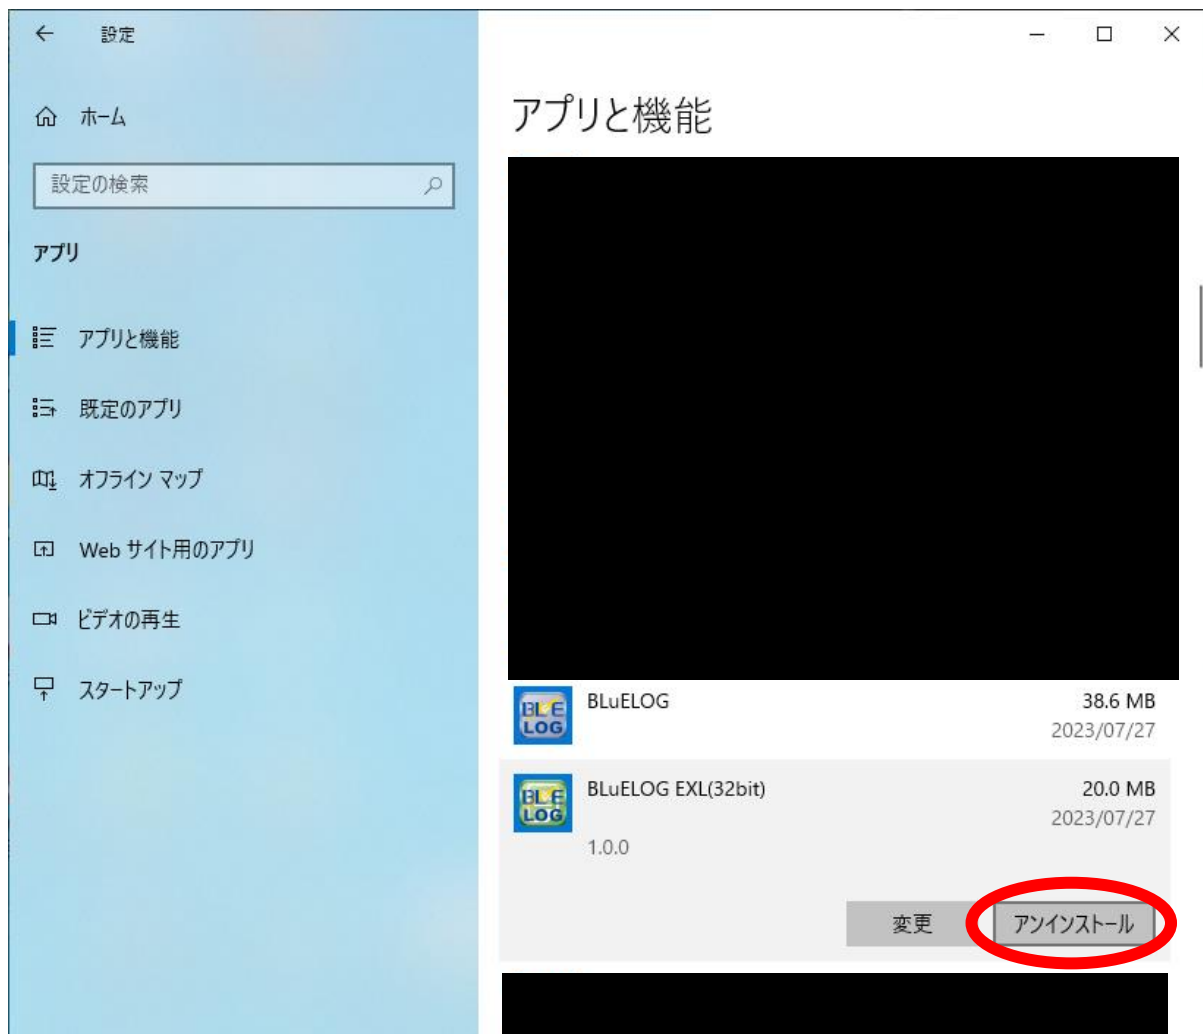 設定
ホーム
設定の検索
アプリ
アプリと機能
既定のアプリ
オフライン マップ
Web サイト用のアプリ
ビデオの再生
スタートアップ
アプリと機能
BLuELOG
38.6 MB
2023/07/27
BLuELOG EXL(32bit)
20.0 MB
2023/07/27
1.0.0
変更
アンインストール